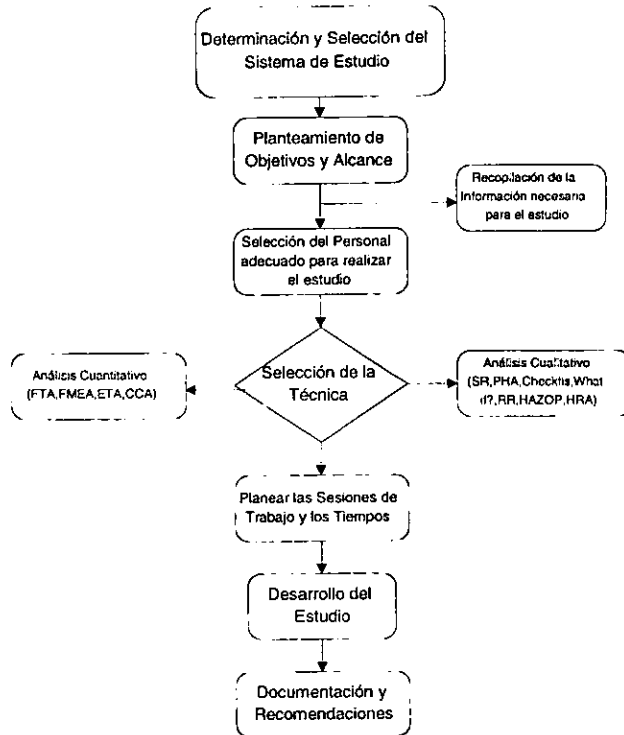 Determinación y Selección del
Sistema de Estudio
Planteamiento de
Objetivos y Alcance
Recopilación de la
Información necesario
para el estudio
Selección del Personal
adecuado para realizar
el estudio
Selección de la
Técnica
Análisis Cuantitativo
(FTA,FMEA,ETA,CCA)
Análisis Cualitativo
(SR,PHA,Checklis,What
if?,RR,HAZOP,HRA)
Planear las Sesiones de
Trabajo y los Tiempos
Desarrollo del
Estudio
Documentación y
Recomendaciones